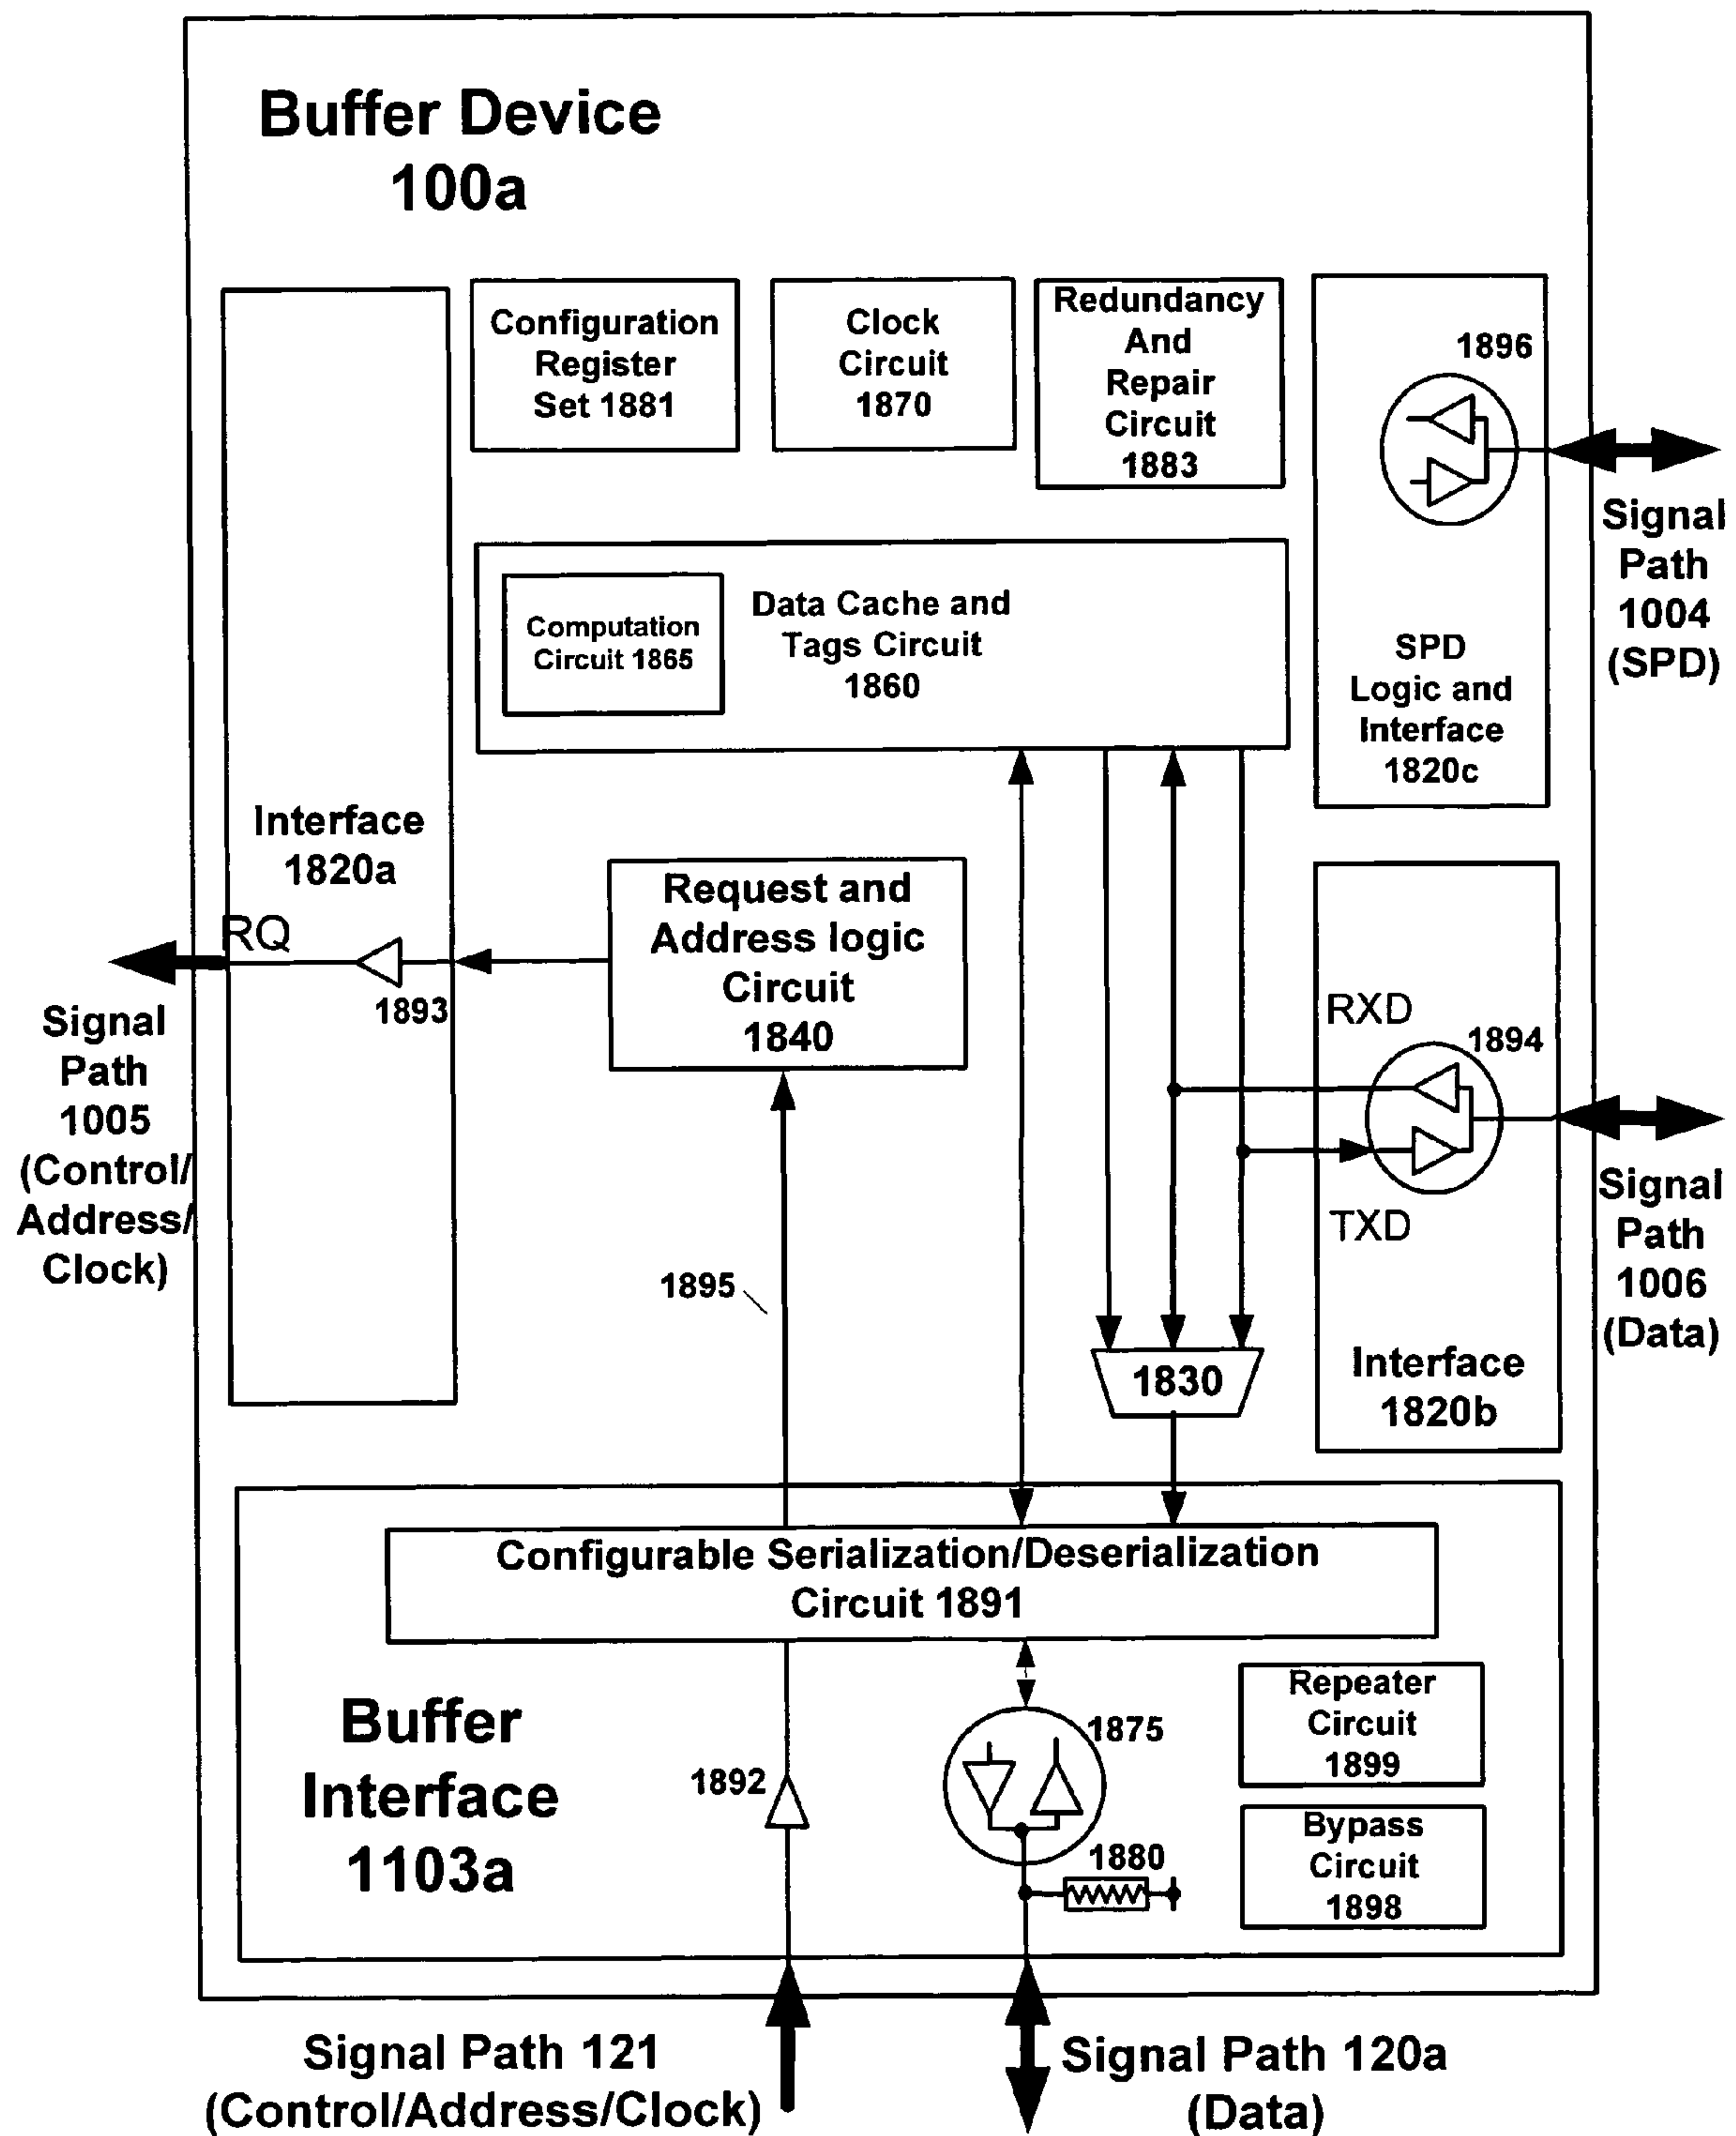 Buffer Device
100a
Configuration
Register
Set 1881
Clock
Circuit
1870
Redundancy
And
Repair
Circuit
1883
1896
SPD
Logic and
Interface
1820c
Signal
Path
1004
(SPD)
Computation
Circuit 1865
Data Cache and
Tags Circuit
1860
Interface
1820a
RQ
1893
Signal
Path
1005
(Control/
Address/
Clock)
Request and
Address logic
Circuit
1840
RXD
1894
TXD
Interface
1820b
Signal
Path
1006
(Data)
1895
1830
Configurable Serialization/Deserialization
Circuit 1891
Buffer
Interface
1103a
1892
1875
1880
Repeater
Circuit
1899
Bypass
Circuit
1898
Signal Path 121
(Control/Address/Clock)
Signal Path 120a
(Data)